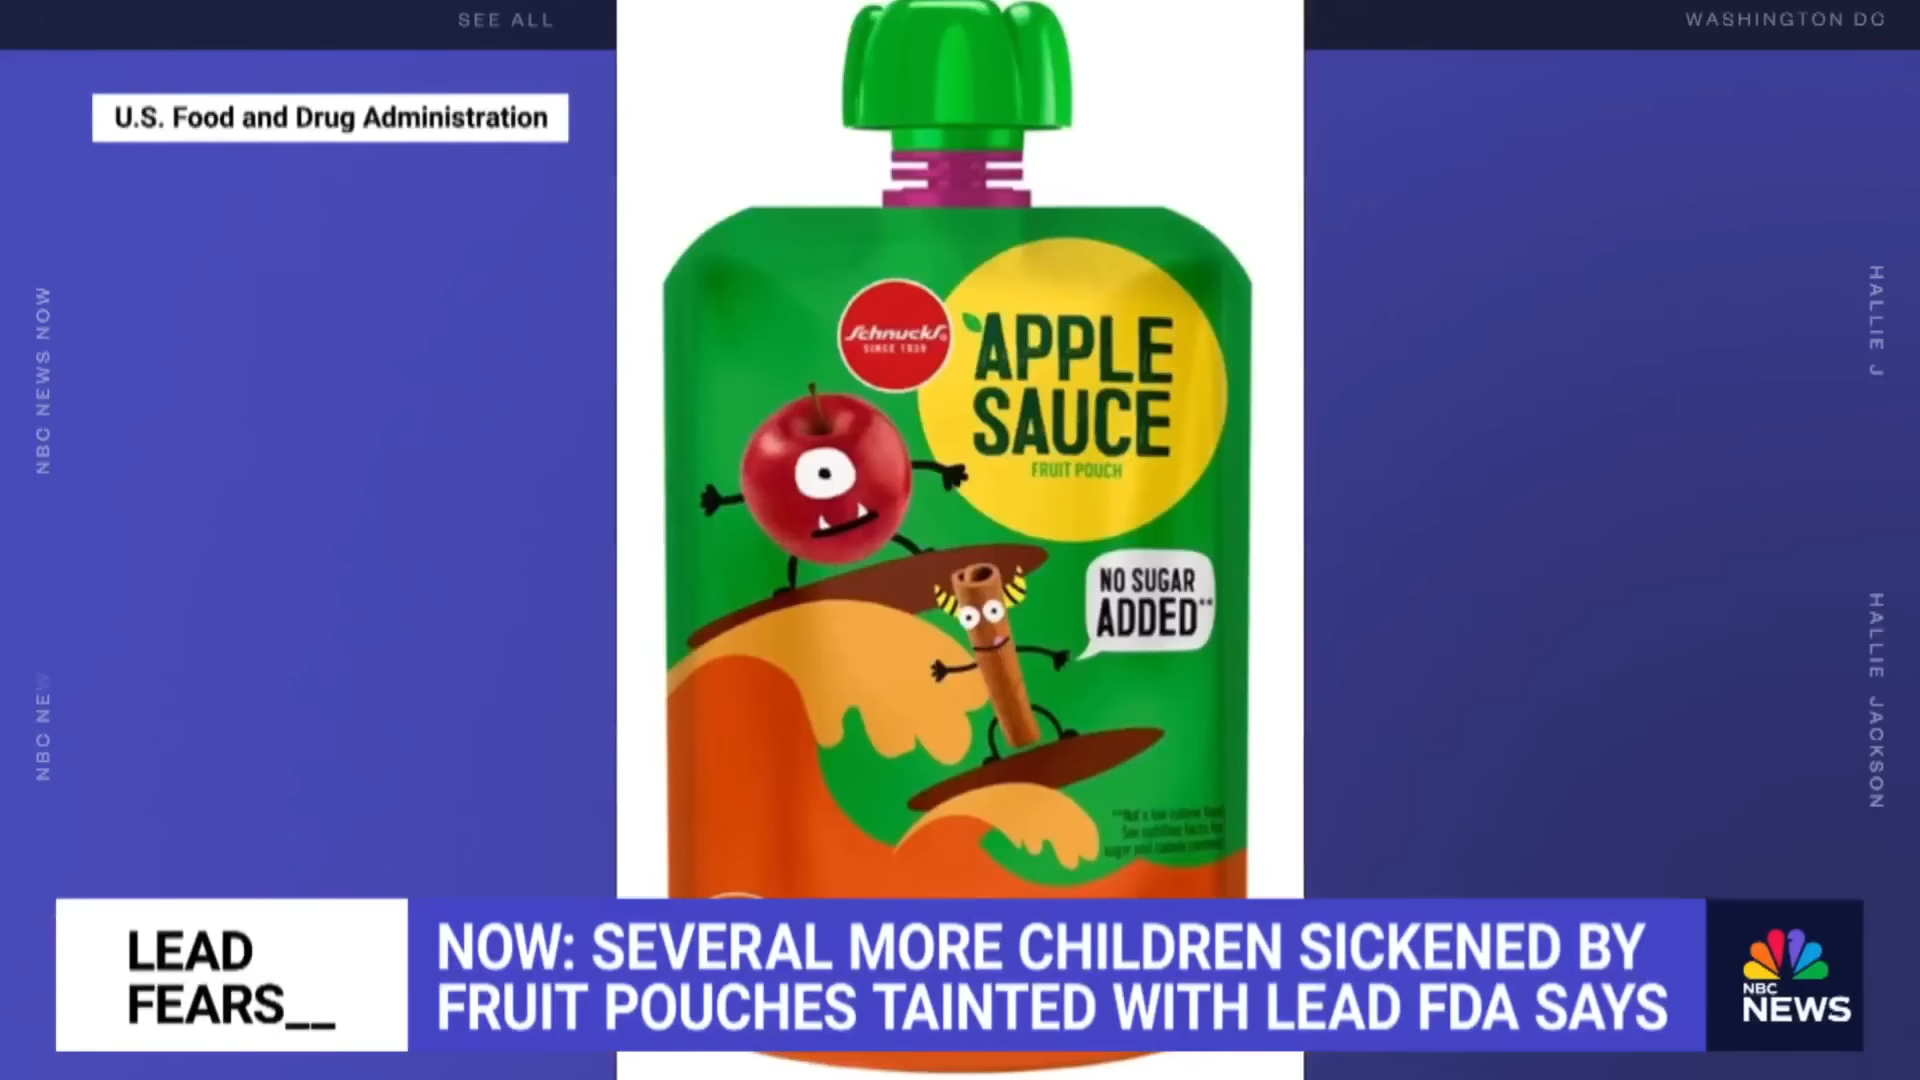 SEE ALL
WASHINGTON DC
U.S. Food and Drug Administration
NBC NEWS NOW
NBC NEW
HALLIE J
HALLIE JACKSON
Schnucks
SINCE 1939
APPLE
SAUCE
FRUIT POUCH
NO SUGAR
ADDED**
LEAD
FEARS__
NOW: SEVERAL MORE CHILDREN SICKENED BY
FRUIT POUCHES TAINTED WITH LEAD FDA SAYS
NBC
NEWS